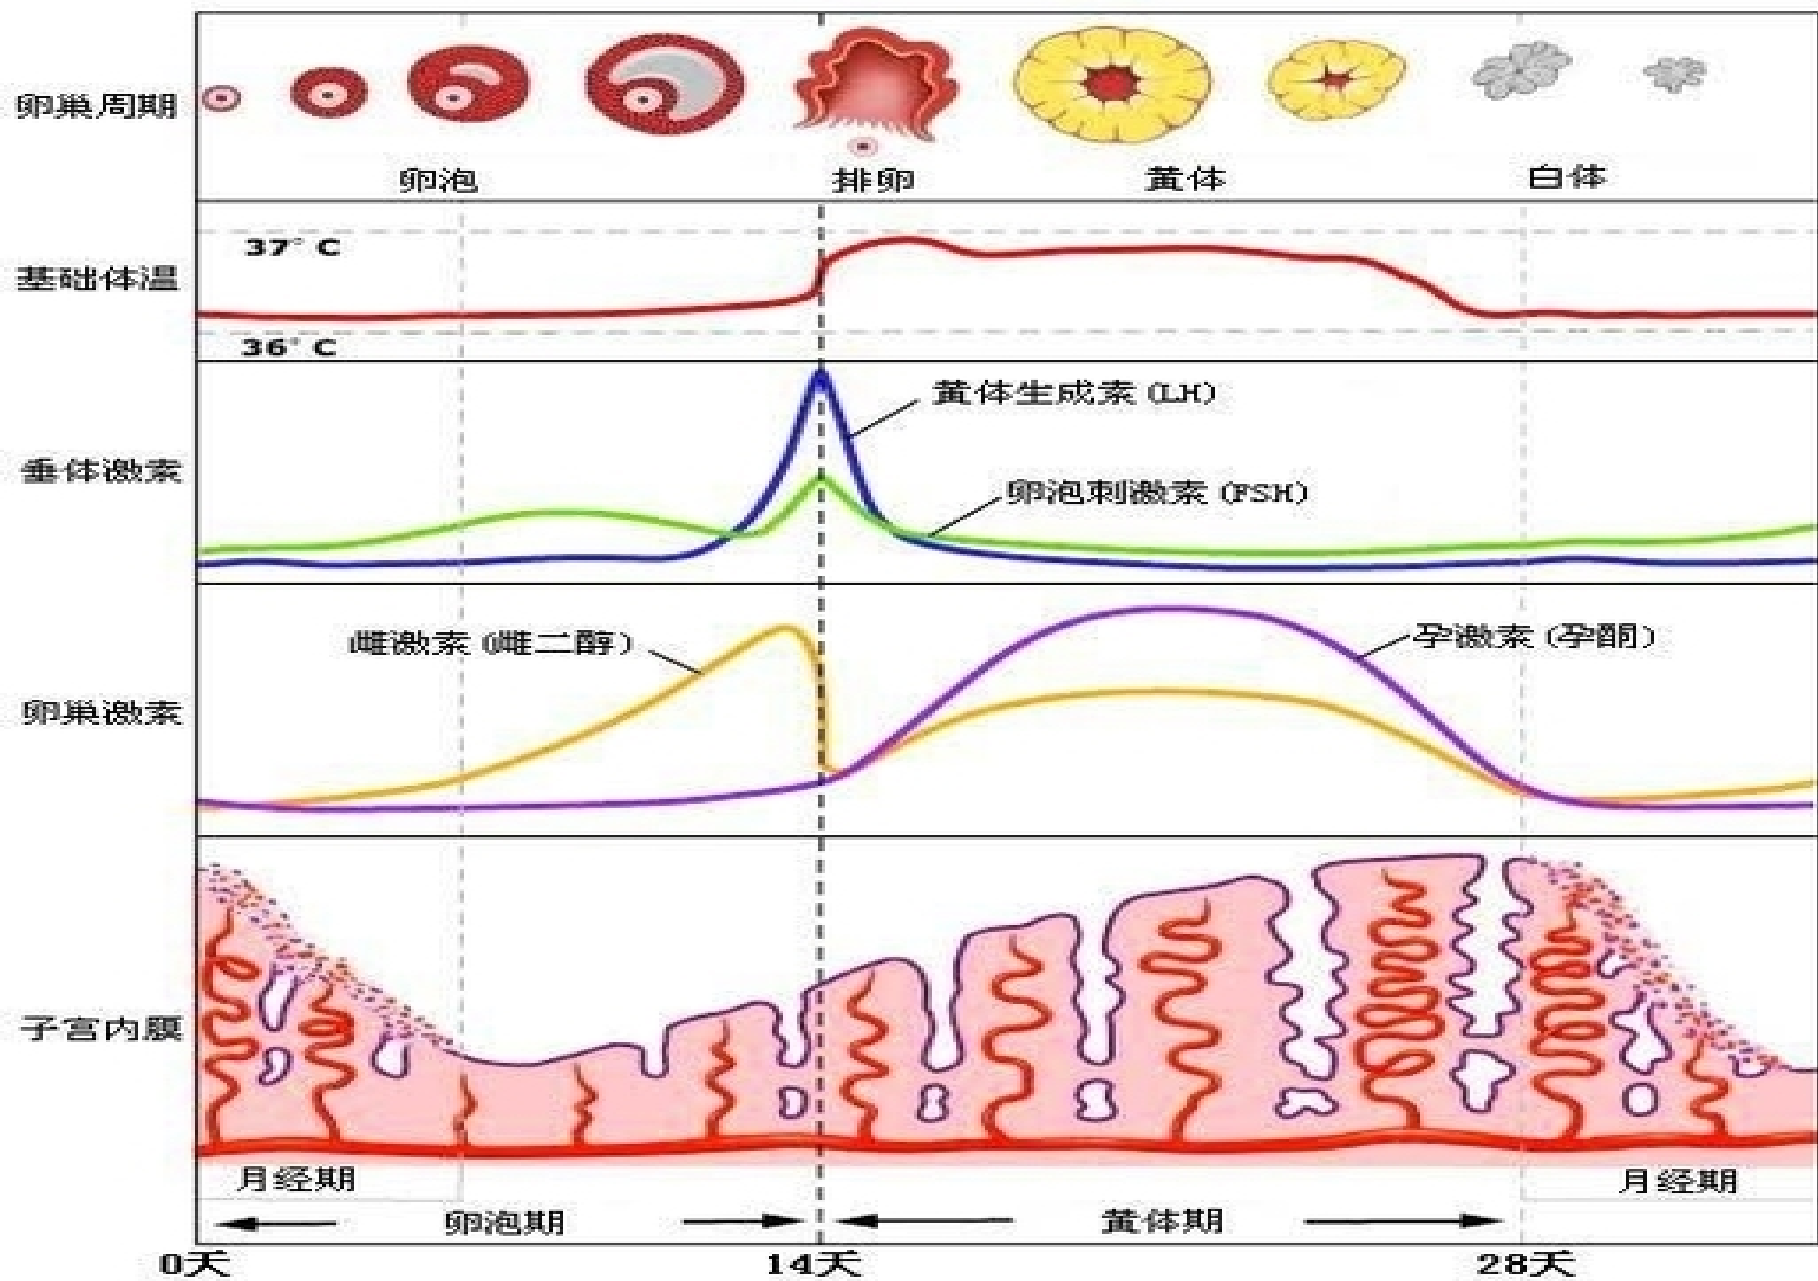 卵巢周期
卵泡 排卵 黄体 白体
37° C
基础体温
36° C
黄体生成素 (LH)
垂体激素
卵泡刺激素 (FSH)
雌激素 (雌二醇)
孕激素 (孕酮)
卵巢激素
子宫内膜
月经期 月经期
卵泡期 黄体期
0天 14天 28天